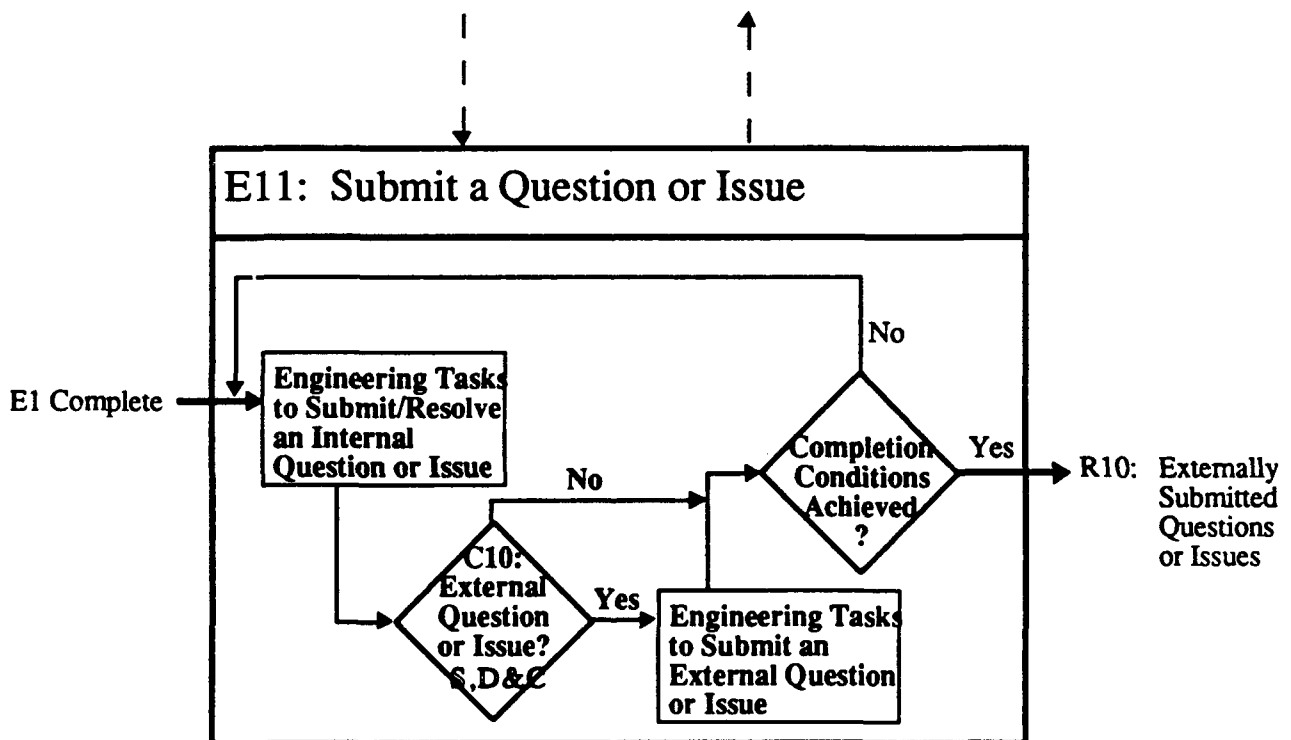 E11: Submit a Question or Issue
No
E1 Complete
Engineering Tasks
to Submit/Resolve
an Internal
Question or Issue
No
Completion
Conditions
Achieved
?
Yes
R10: Externally
Submitted
Questions
or Issues
C10:
External
Question
or Issue?
S,D&C
Yes
Engineering Tasks
to Submit an
External Question
or Issue